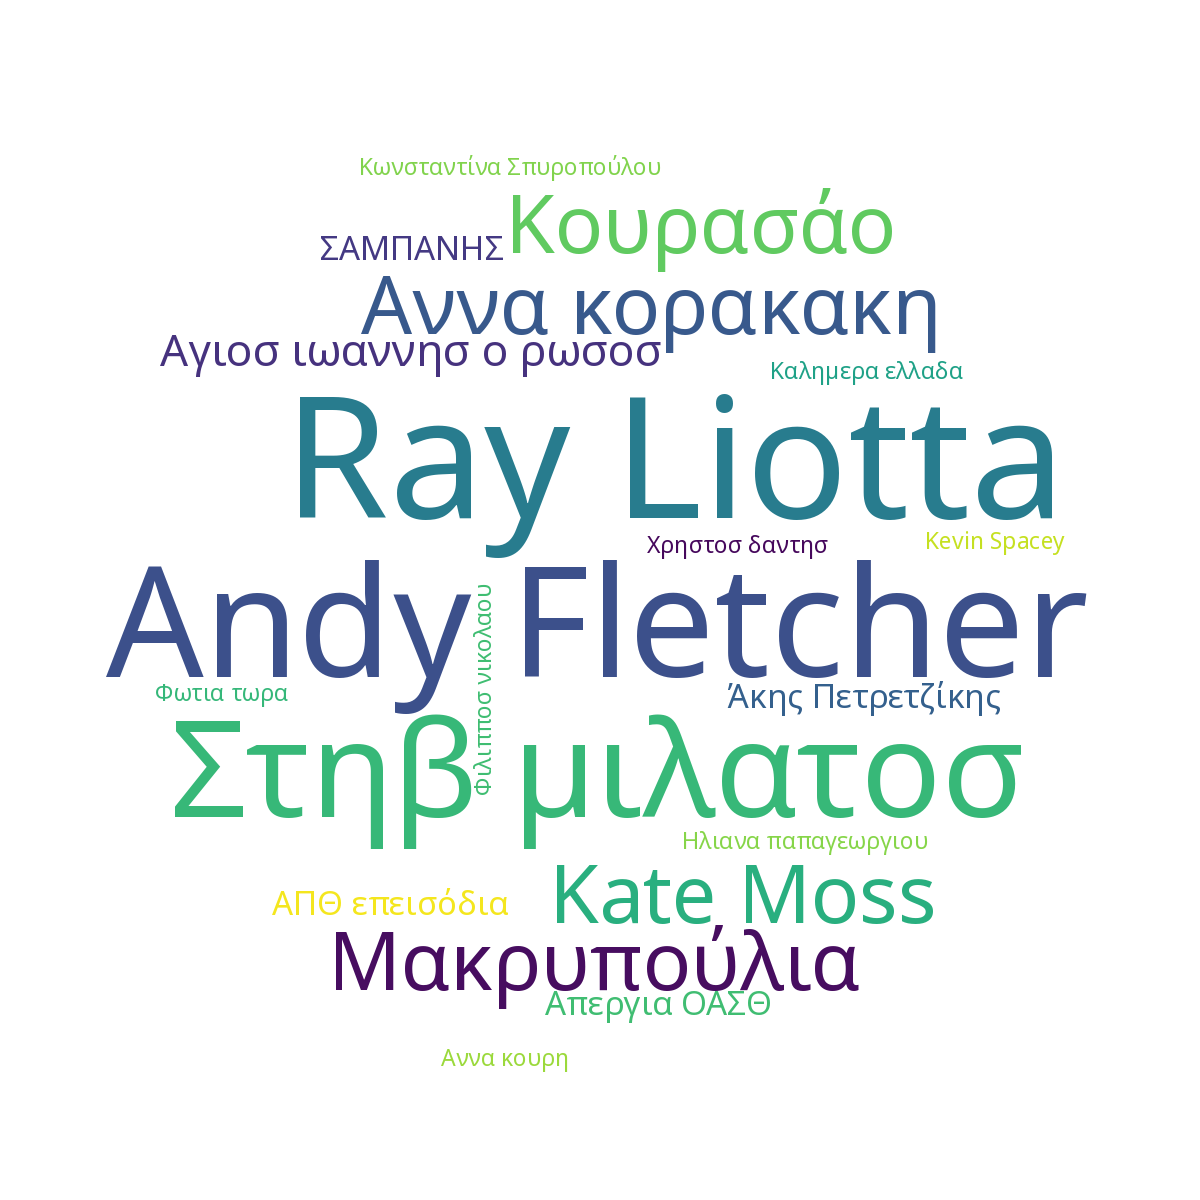 Κωνσταντίνα Σπυροπούλου
Κουρασάο
ΣΑΜΠΑΝΗΣ
Αννα κορακακη
Αγιοσ ιωαννησ ο ρωσοσ
Καλημερα ελλαδα
Ray Liotta
Χρηστοσ δαντησ
Kevin Spacey
Andy Fletcher
Φιλιπποσ νικολαου
Φωτια τωρα
Άκης Πετρετζίκης
Στηβ μιλατοσ
Ηλιανα παπαγεωργιου
Kate Moss
ΑΠΘ επεισόδια
Μακρυπούλια
Απεργια ΟΑΣΘ
Αννα κουρη